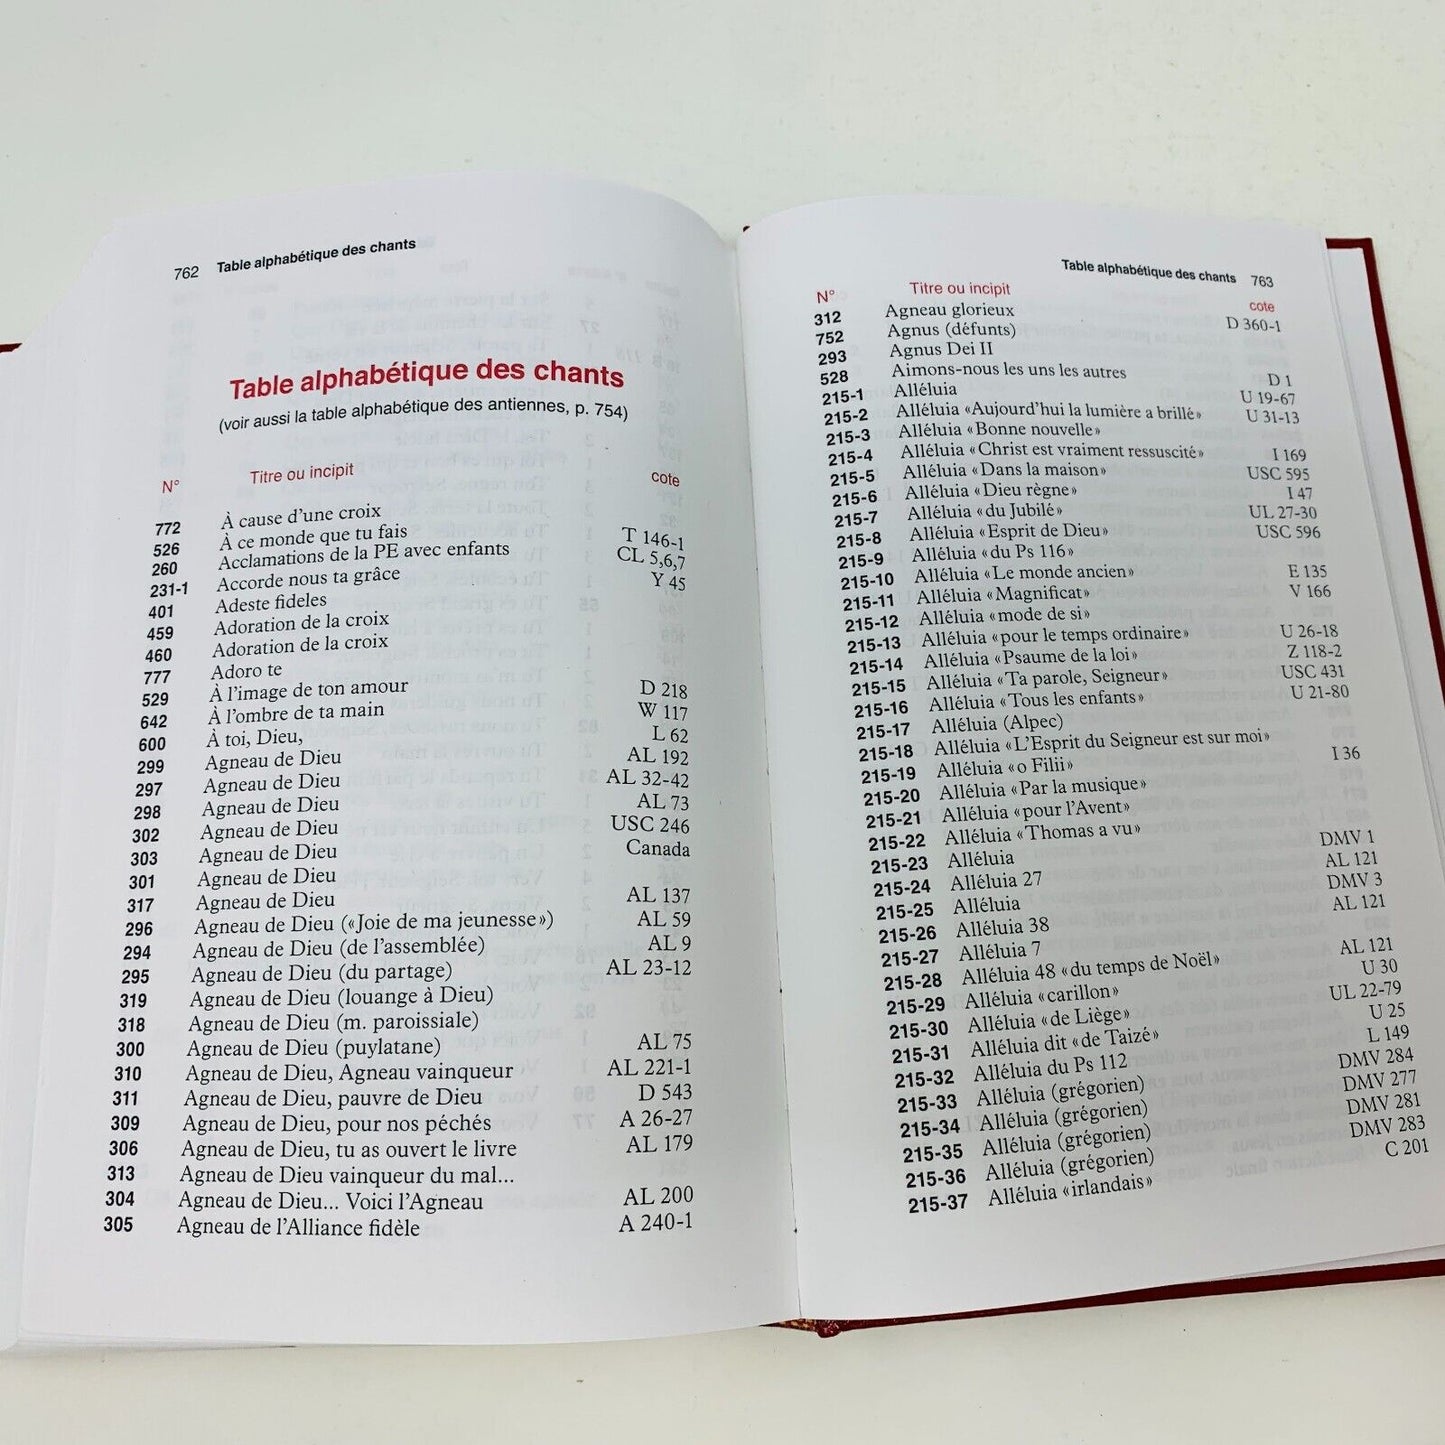 762 Table alphabétique des chants
Table alphabétique des chants
(voir aussi la table alphabétique des antiennes, p. 754)
N° Titre ou incipit cote
772 À cause d’une croix
526 À ce monde que tu fais T 146-1
260 Acclamations de la PE avec enfants CL 5,6,7
231-1 Accorde nous ta grâce Y 45
401 Adeste fideles
459 Adoration de la croix
460 Adoration de la croix
777 Adoro te
529 À l’image de ton amour D 218
642 À l’ombre de ta main W 117
600 À toi, Dieu, L 62
299 Agneau de Dieu AL 192
297 Agneau de Dieu AL 32-42
298 Agneau de Dieu AL 73
302 Agneau de Dieu USC 246
303 Agneau de Dieu Canada
301 Agneau de Dieu
317 Agneau de Dieu AL 137
296 Agneau de Dieu («Joie de ma jeunesse») AL 59
294 Agneau de Dieu (de l’assemblée) AL 9
295 Agneau de Dieu (du partage) AL 23-12
319 Agneau de Dieu (louange à Dieu)
318 Agneau de Dieu (m. paroissiale)
300 Agneau de Dieu (puylatane) AL 75
310 Agneau de Dieu, Agneau vainqueur AL 221-1
311 Agneau de Dieu, pauvre de Dieu D 543
309 Agneau de Dieu, pour nos péchés A 26-27
306 Agneau de Dieu, tu as ouvert le livre AL 179
313 Agneau de Dieu vainqueur du mal...
304 Agneau de Dieu... Voici l’Agneau AL 200
305 Agneau de l’Alliance fidèle A 240-1
Table alphabétique des chants 763
N° Titre ou incipit cote
312 Agneau glorieux D 360-1
752 Agnus (défunts)
293 Agnus Dei II
528 Aimons-nous les uns les autres D 1
215-1 Alléluia U 19-67
215-2 Alléluia «Aujourd’hui la lumière a brillé» U 31-13
215-3 Alléluia «Bonne nouvelle»
215-4 Alléluia «Christ est vraiment ressuscité» I 169
215-5 Alléluia «Dans la maison» USC 595
215-6 Alléluia «Dieu règne» I 47
215-7 Alléluia «du Jubilé» UL 27-30
215-8 Alléluia «Esprit de Dieu» USC 596
215-9 Alléluia «du Ps 116»
215-10 Alléluia «Le monde ancien» E 135
215-11 Alléluia «Magnificat» V 166
215-12 Alléluia «mode de si»
215-13 Alléluia «pour le temps ordinaire» U 26-18
215-14 Alléluia «Psaume de la loi» Z 118-2
215-15 Alléluia «Ta parole, Seigneur» USC 431
215-16 Alléluia «Tous les enfants» U 21-80
215-17 Alléluia (Alpec)
215-18 Alléluia «L’Esprit du Seigneur est sur moi»
215-19 Alléluia «o Filii» I 36
215-20 Alléluia «Par la musique»
215-21 Alléluia «pour l’Avent»
215-22 Alléluia «Thomas a vu»
215-23 Alléluia DMV 1
215-24 Alléluia 27 AL 121
215-25 Alléluia DMV 3
215-26 Alléluia 38 AL 121
215-27 Alléluia 7
215-28 Alléluia 48 «du temps de Noël» AL 121
215-29 Alléluia «carillon» U 30
215-30 Alléluia «de Liège» UL 22-79
215-31 Alléluia dit «de Taizé» U 25
215-32 Alléluia du Ps 112 L 149
215-33 Alléluia (grégorien) DMV 284
215-34 Alléluia (grégorien) DMV 277
215-35 Alléluia (grégorien) DMV 281
215-36 Alléluia (grégorien) DMV 283
215-37 Alléluia «irlandais» C 201